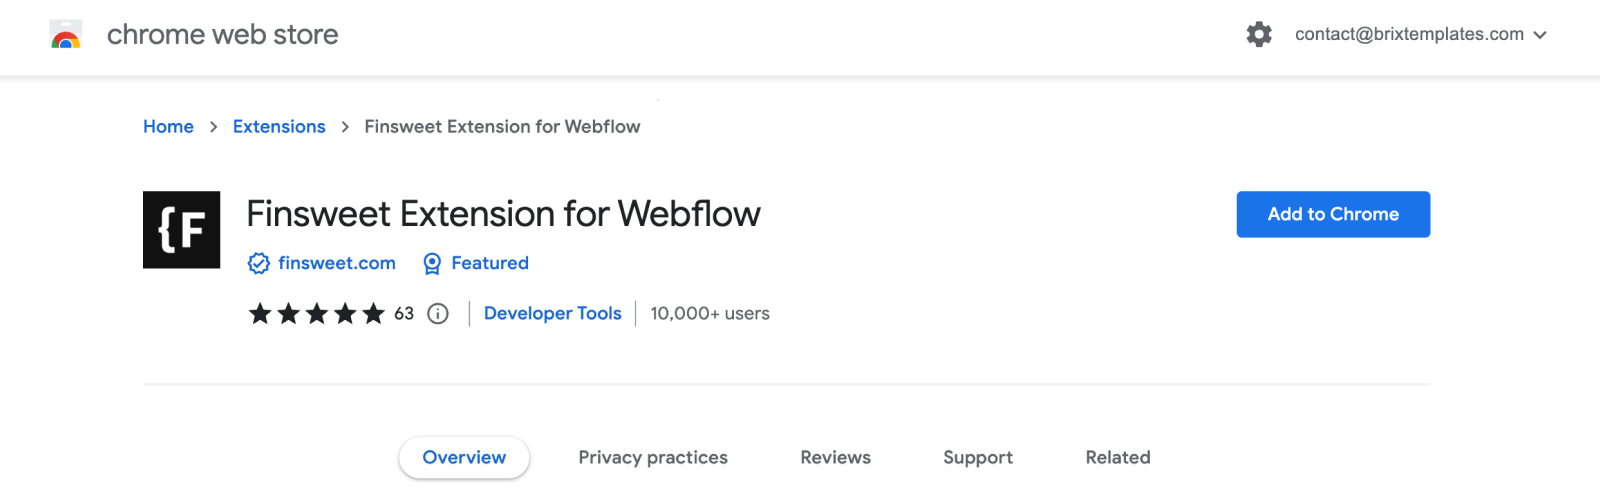 chrome web store
contact@brixtemplates.com
Home > Extensions > Finsweet Extension for Webflow
{F
Finsweet Extension for Webflow
Add to Chrome
finsweet.com Featured
63 Developer Tools 10,000+ users
Overview Privacy practices Reviews Support Related